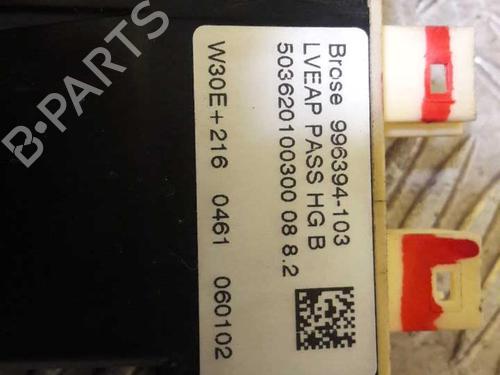 Brose 996394-103
LVEAP PASS HG B
503620100300 08 8.2
W30E+216 0461 060102
B-PARTS